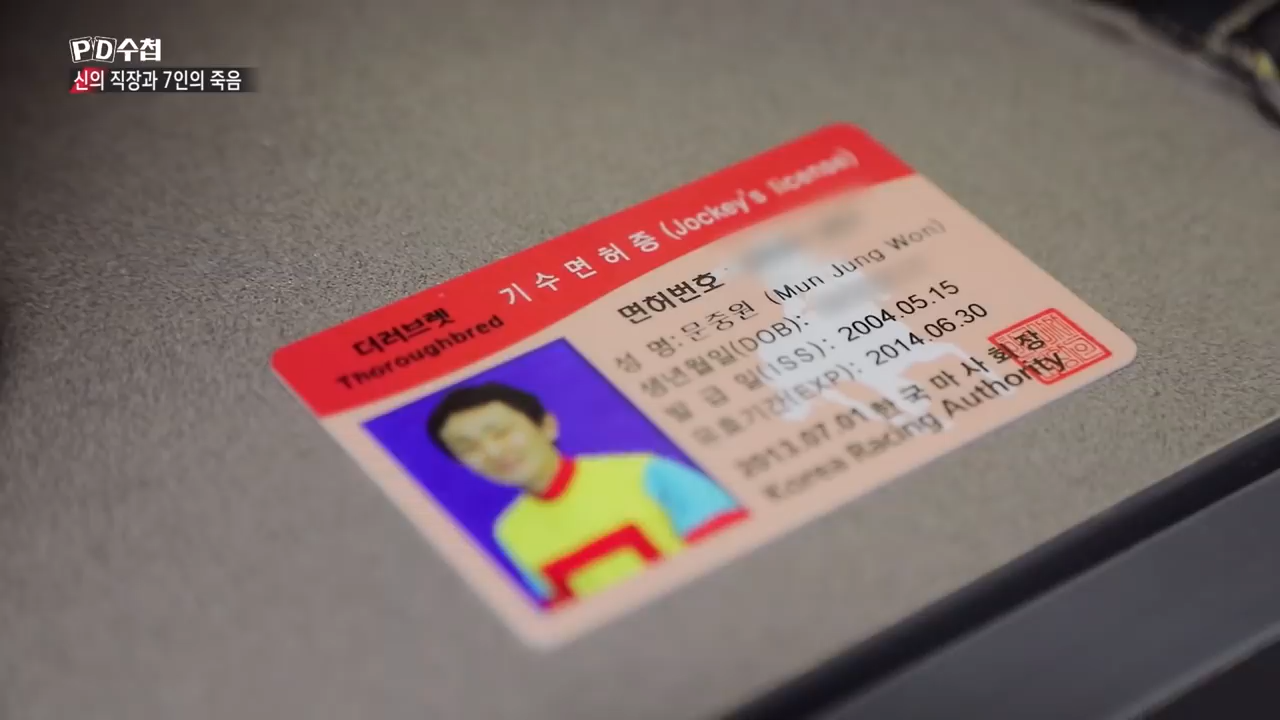 PD수첩
신의 직장과 7인의 죽음
기수면허증 (Jockey's license)
더러브렛
Thoroughbred
면허번호
성 명: 문중원 (Mun Jung Won)
생년월일(DOB):
발 급 일(ISS): 2004.05.15
유효기간(EXP): 2014.06.30
2013.07.01 한국마사회장
Korea Racing Authority